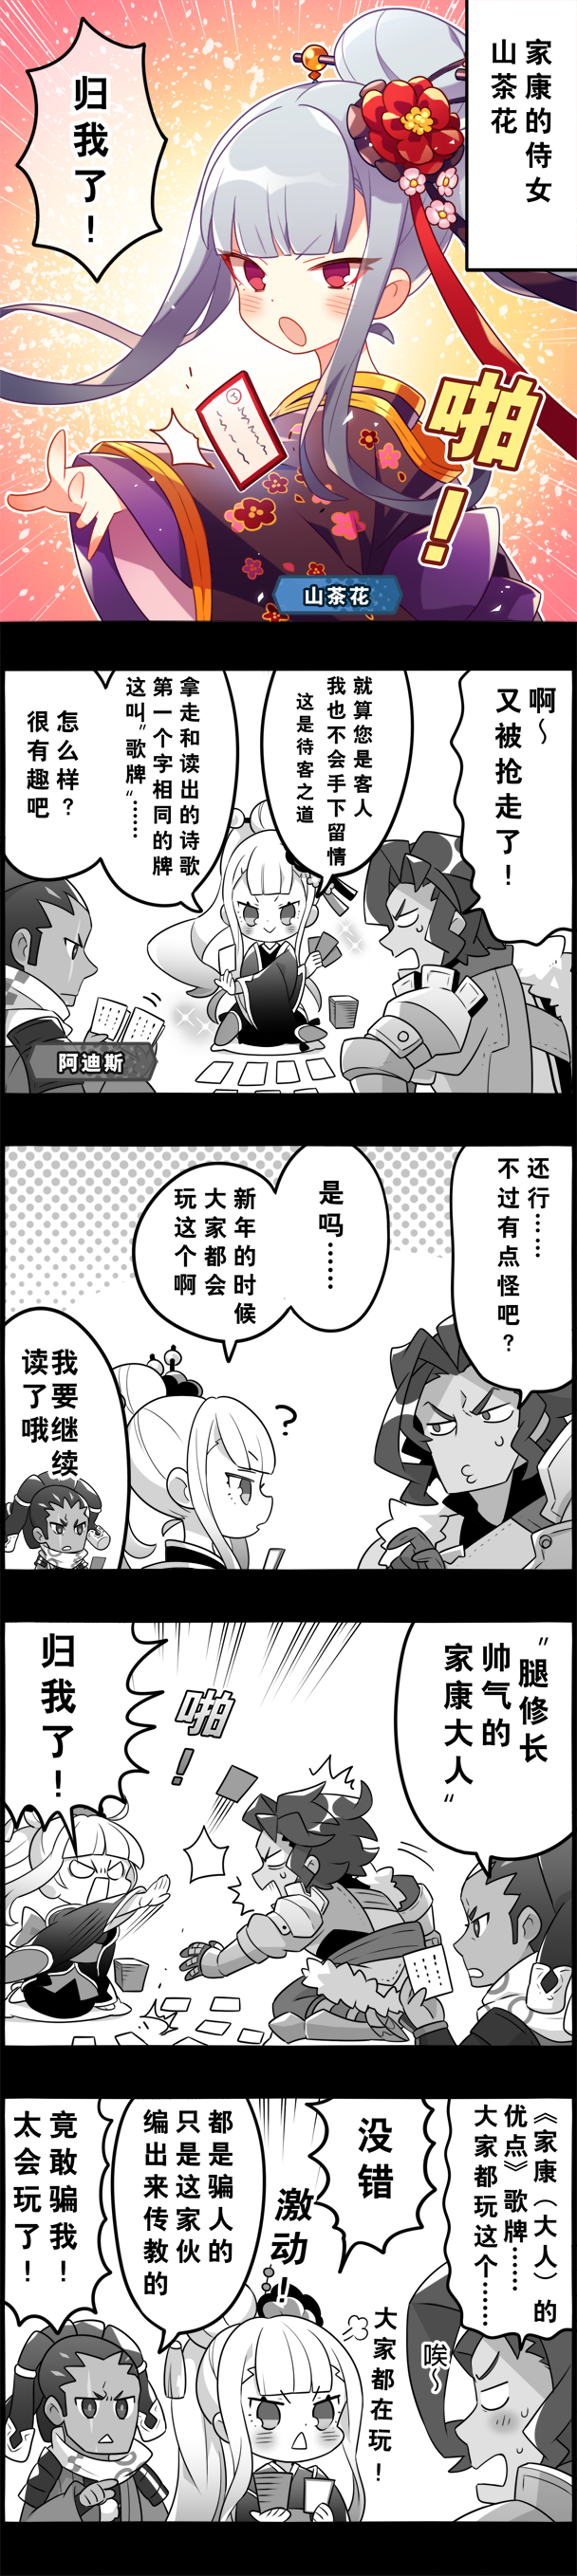 家康的侍女
山茶花
归我了！
啪！
山茶花
啊~
又被抢走了！
就算您是客人
我也不会手下留情
这是待客之道
拿走和读出的诗歌
第一个字相同的牌
这叫“歌牌”……
怎么样？
很有趣吧
阿迪斯
还行……
不过有点怪吧？
是吗……
新年的时候
大家都会
玩这个啊
？
我要继续
读了哦
“腿修长
帅气的
家康大人”
啪！
归我了！
《家康（大人）的
优点》歌牌……
大家都玩这个……
唉~
没错
大家都在玩！
激动！
都是骗人的
只是这家伙
编出来传教的
竟敢骗我！
太会玩了！